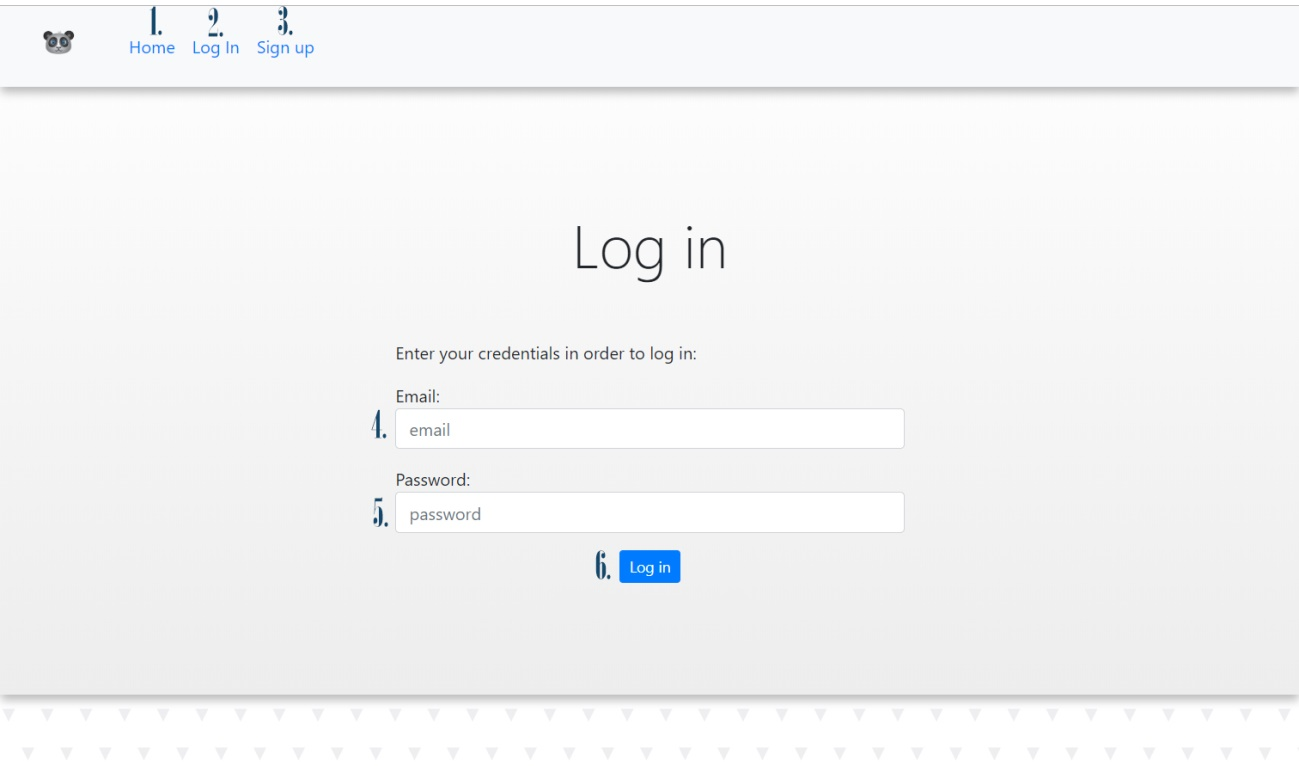 1. 2. 3.
Home Log In Sign up
Log in
Enter your credentials in order to log in:
Email:
4. email
Password:
5. password
6. Log in